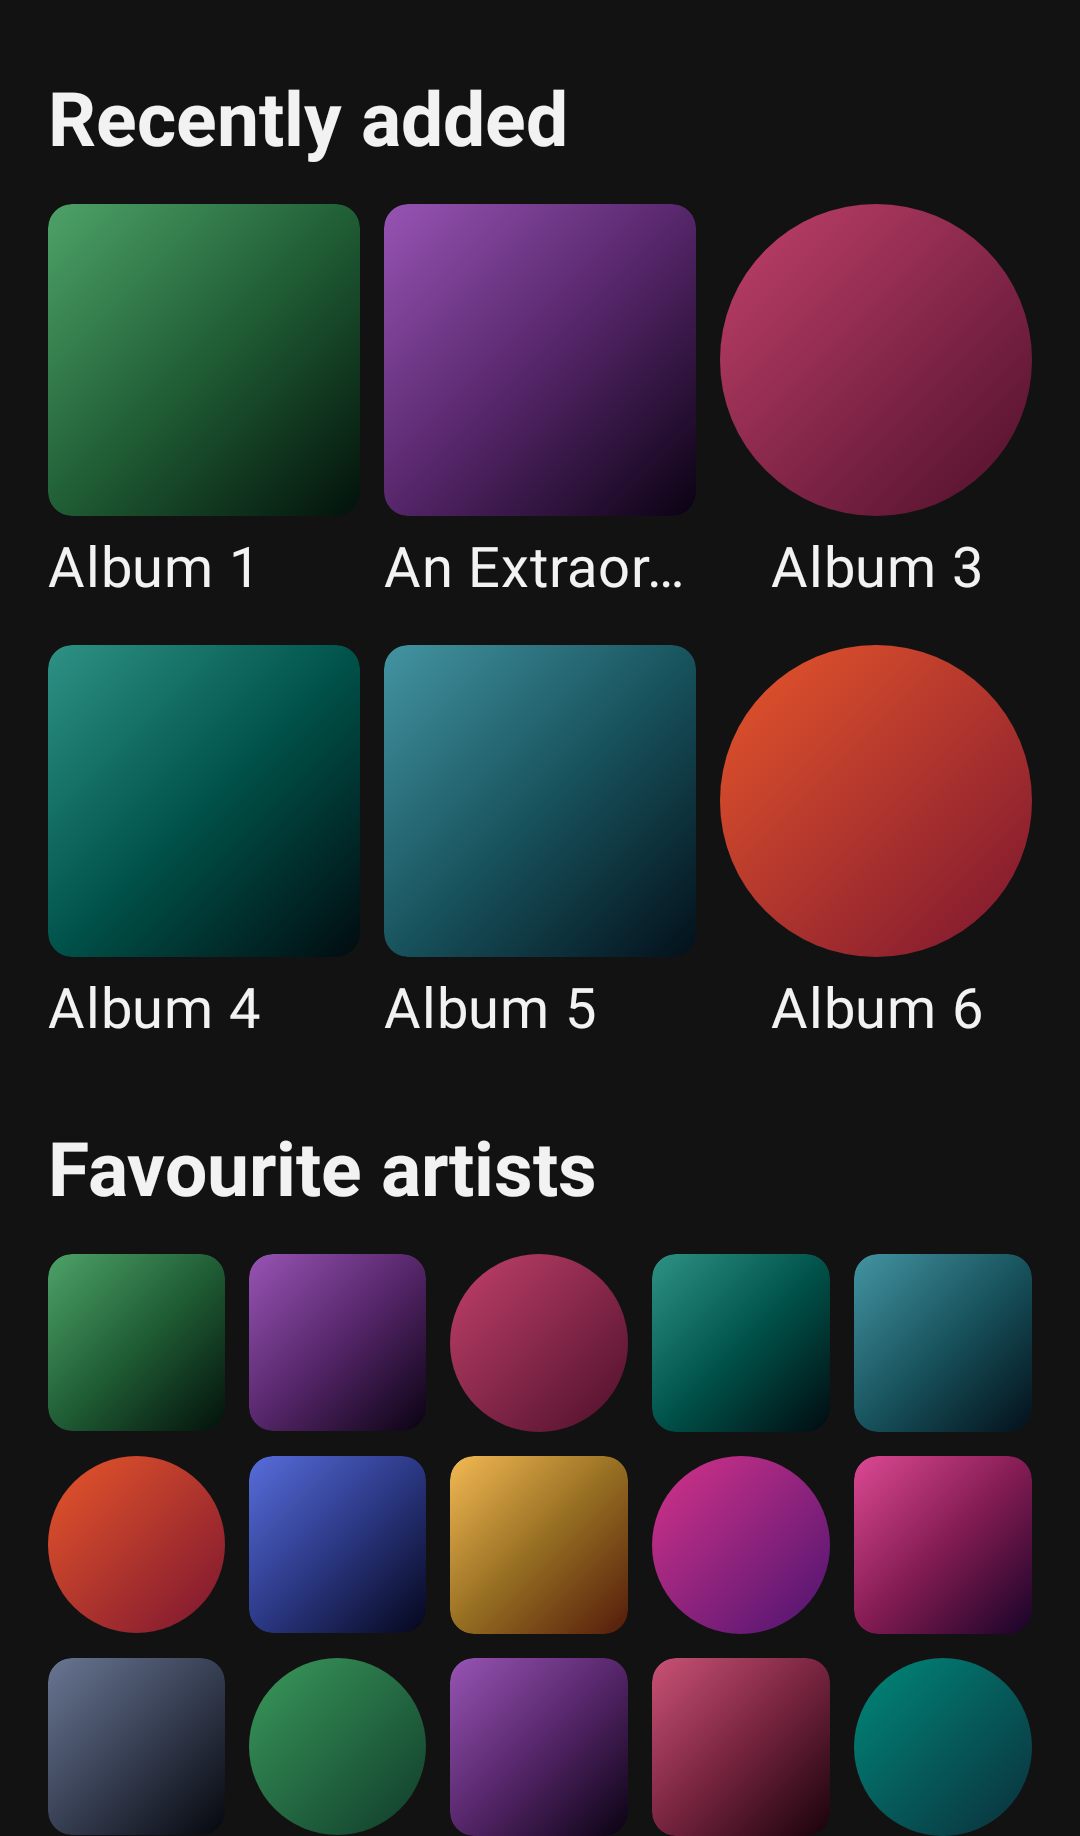 Recently added
Album 1
An Extraor...
Album 3
Album 4
Album 5
Album 6
Favourite artists